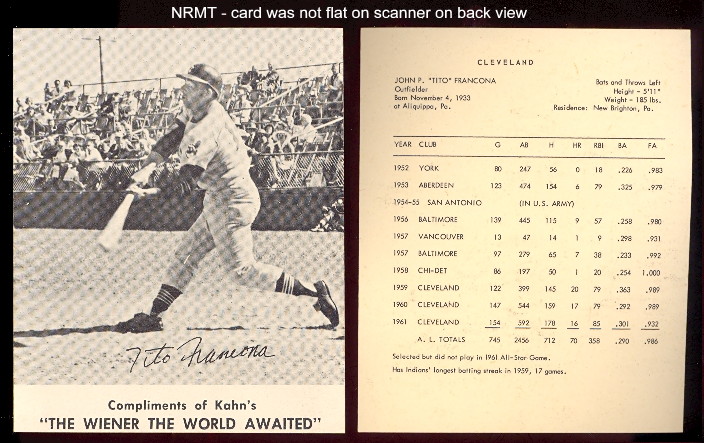 NRMT - card was not flat on scanner on back view
Tito Francona
Compliments of Kahn's
"THE WIENER THE WORLD AWAITED"
CLEVELAND
JOHN P. "TITO" FRANCONA
Outfielder
Born November 4, 1933
at Aliquippa, Pa.
Bats and Throws Left
Height - 5'11"
Weight - 185 lbs.
Residence: New Brighton, Pa.
YEAR CLUB G AB H HR RBI BA FA
1952 YORK 80 247 56 0 18 .226 .983
1953 ABERDEEN 123 474 154 6 79 .325 .979
1954-55 SAN ANTONIO (IN U.S. ARMY)
1956 BALTIMORE 139 445 115 9 57 .258 .980
1957 VANCOUVER 13 47 14 1 9 .298 .931
1957 BALTIMORE 97 279 65 7 38 .233 .992
1958 CHI-DET 86 197 50 1 20 .254 1.000
1959 CLEVELAND 122 399 145 20 79 .363 .989
1960 CLEVELAND 147 544 159 17 79 .292 .989
1961 CLEVELAND 154 592 178 16 85 .301 .932
A. L. TOTALS 745 2456 712 70 358 .290 .986
Selected but did not play in 1961 All-Star Game.
Has Indians' longest batting streak in 1959, 17 games.